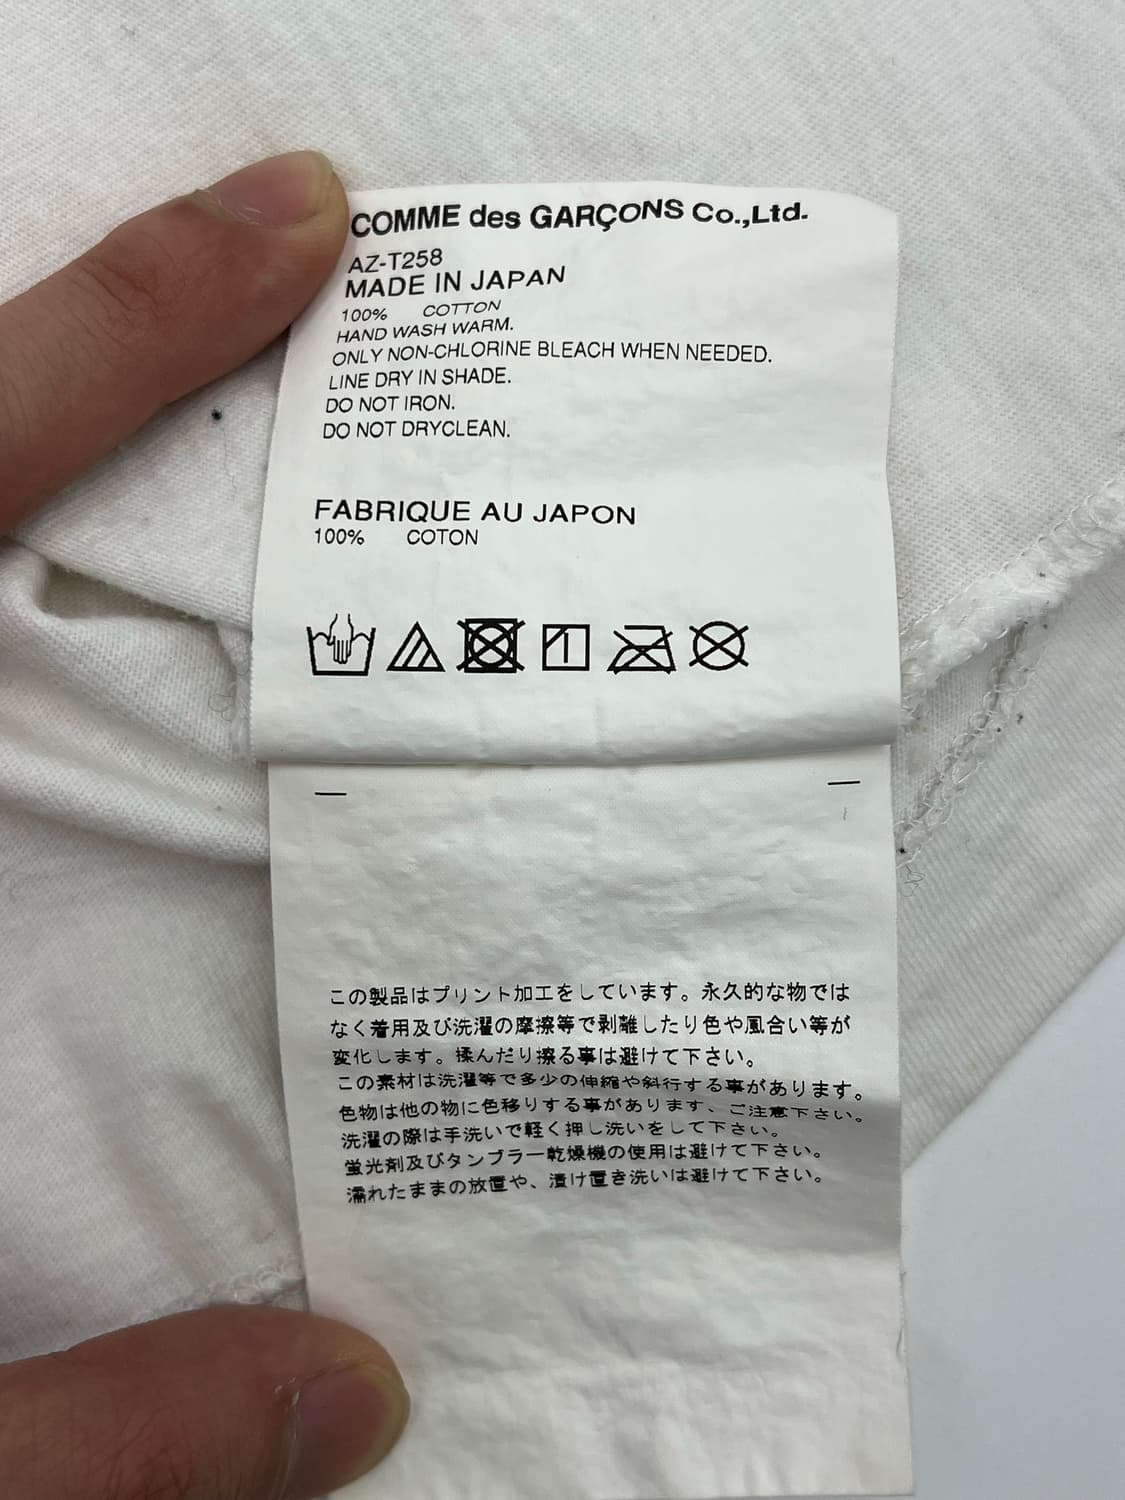 COMME des GARÇONS Co.,Ltd.
AZ-T258
MADE IN JAPAN
100% COTTON
HAND WASH WARM.
ONLY NON-CHLORINE BLEACH WHEN NEEDED.
LINE DRY IN SHADE.
DO NOT IRON.
DO NOT DRYCLEAN.
FABRIQUE AU JAPON
100% COTON
この製品はプリント加工をしています。永久的な物では
なく着用及び洗濯の摩擦等で剥離したり色や風合い等が
変化します。揉んだり擦る事は避けて下さい。
この素材は洗濯等で多少の伸縮や斜行する事があります。
色物は他の物に色移りする事があります、ご注意下さい。
洗濯の際は手洗いで軽く押し洗いをして下さい。
蛍光剤及びタンブラー乾燥機の使用は避けて下さい。
濡れたままの放置や、漬け置き洗いは避けて下さい。